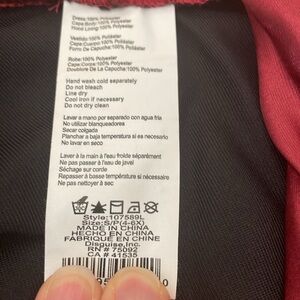 Dress:100% Polyester
Cape/Body:100% Polyester
Hood Lining:100% Polyester
Vestido:100% Poliéster
Capa/Cuerpo:100% Poliéster
Forro De Capucha:100% Poliéster
Robe:100% Polyester
Cape/Corps:100% Polyester
Doublure De La Capuche:100% Polyester
Hand wash cold separately
Do not bleach
Line dry
Cool iron if necessary
Do not dry clean
Lavar a mano por separado con agua fría
No utilizar blanqueadores
Secar colgada
Planchar a baja temperatura si es necesario
No lavar en seco
Laver à la main à l'eau froide séparément
Ne pas passer à l'eau de javel
Séchage sur corde
Repasser à basse température si nécessaire
Ne pas nettoyer à sec
Style:107589L
Size:S/P(4-6X)
MADE IN CHINA
HECHO EN CHINA
FABRIQUÉ EN CHINE
Disguise,Inc.
RN # 75092
CA # 41535